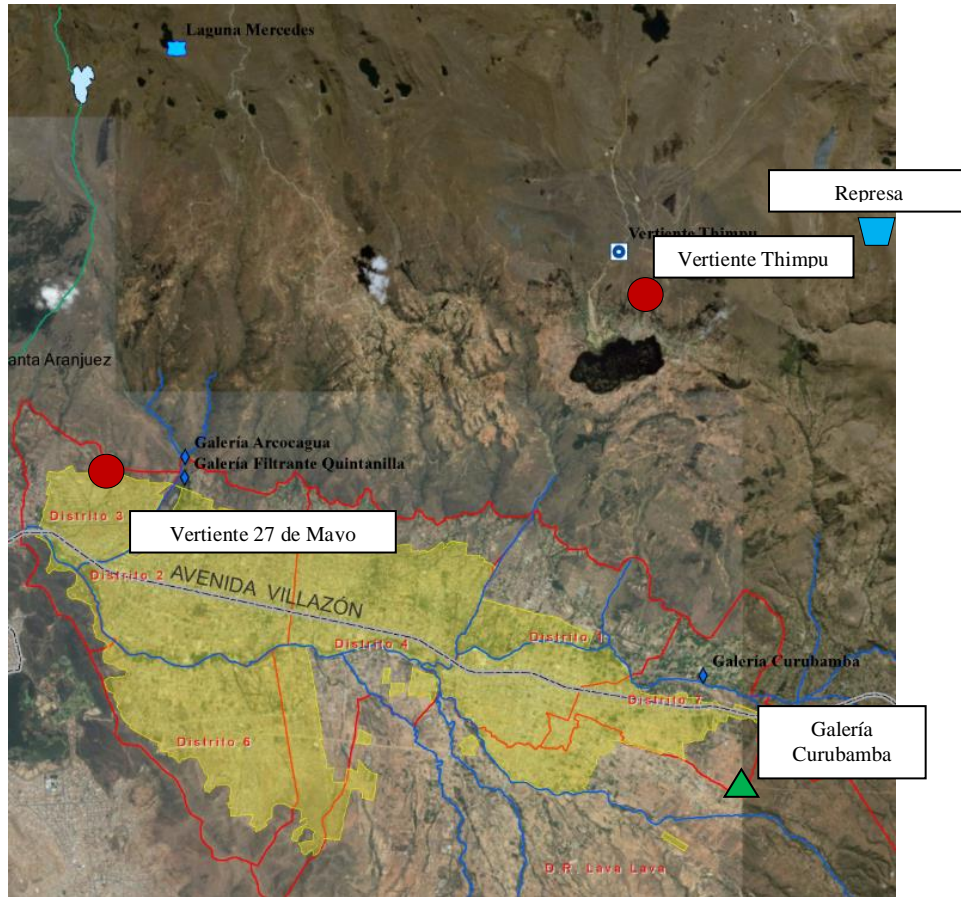 Laguna Mercedes
Represa
Vertiente Thimpu
Vertiente Thimpu
anta Aranjuez
Galería Arcocagua
Galería Filtrante Quintanilla
Distrito 3
Vertiente 27 de Mayo
Distrito 2
AVENIDA VILLAZÓN
Distrito 1
Distrito 4
Galería Curubamba
Distrito 7
Galería
Curubamba
Distrito 6
D.R. Lava Lava